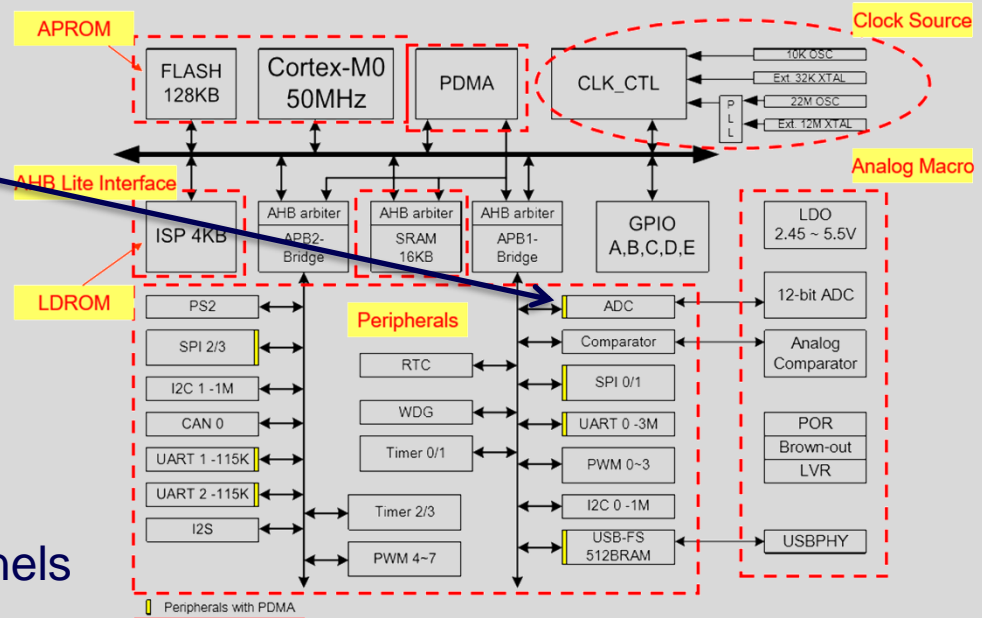 APROM
Clock Source
FLASH
128KB
Cortex-M0
50MHz
PDMA
CLK_CTL
10K OSC
Ext. 32K XTAL
P
L
L
22M OSC
Ext. 12M XTAL
AHB Lite Interface
Analog Macro
ISP 4KB
AHB arbiter
APB2-
Bridge
AHB arbiter
SRAM
16KB
AHB arbiter
APB1-
Bridge
GPIO
A,B,C,D,E
LDO
2.45 ~ 5.5V
LDROM
Peripherals
PS2
SPI 2/3
I2C 1 -1M
CAN 0
UART 1 -115K
UART 2 -115K
I2S
RTC
WDG
Timer 0/1
Timer 2/3
PWM 4~7
ADC
Comparator
SPI 0/1
UART 0 -3M
PWM 0~3
I2C 0 -1M
USB-FS
512BRAM
12-bit ADC
Analog
Comparator
POR
Brown-out
LVR
USBPHY
nels
Peripherals with PDMA